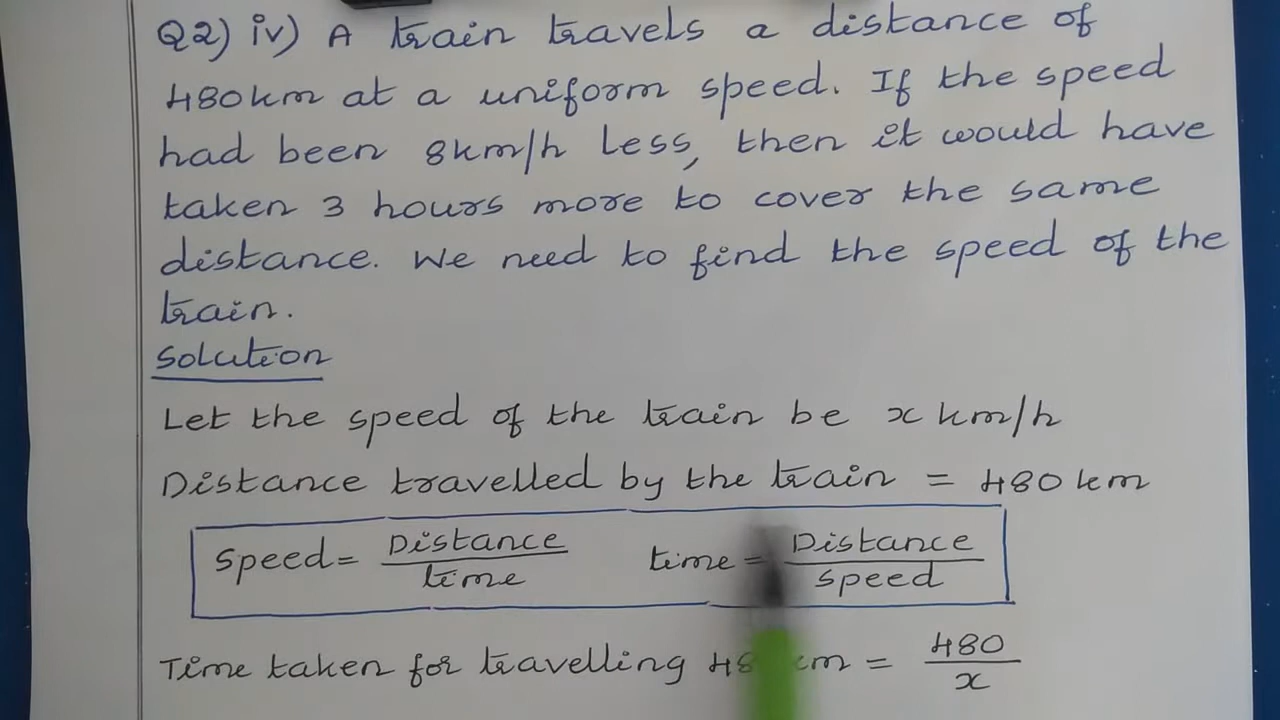 Q2) iv) A train travels a distance of
480km at a uniform speed. If the speed
had been 8km/h less, then it would have
taken 3 hours more to cover the same
distance. We need to find the speed of the
train.
Solution
Let the speed of the train be x km/h
Distance travelled by the train = 480 km
Speed = Distance/time time = Distance/speed
Time taken for travelling 480km = 480/x